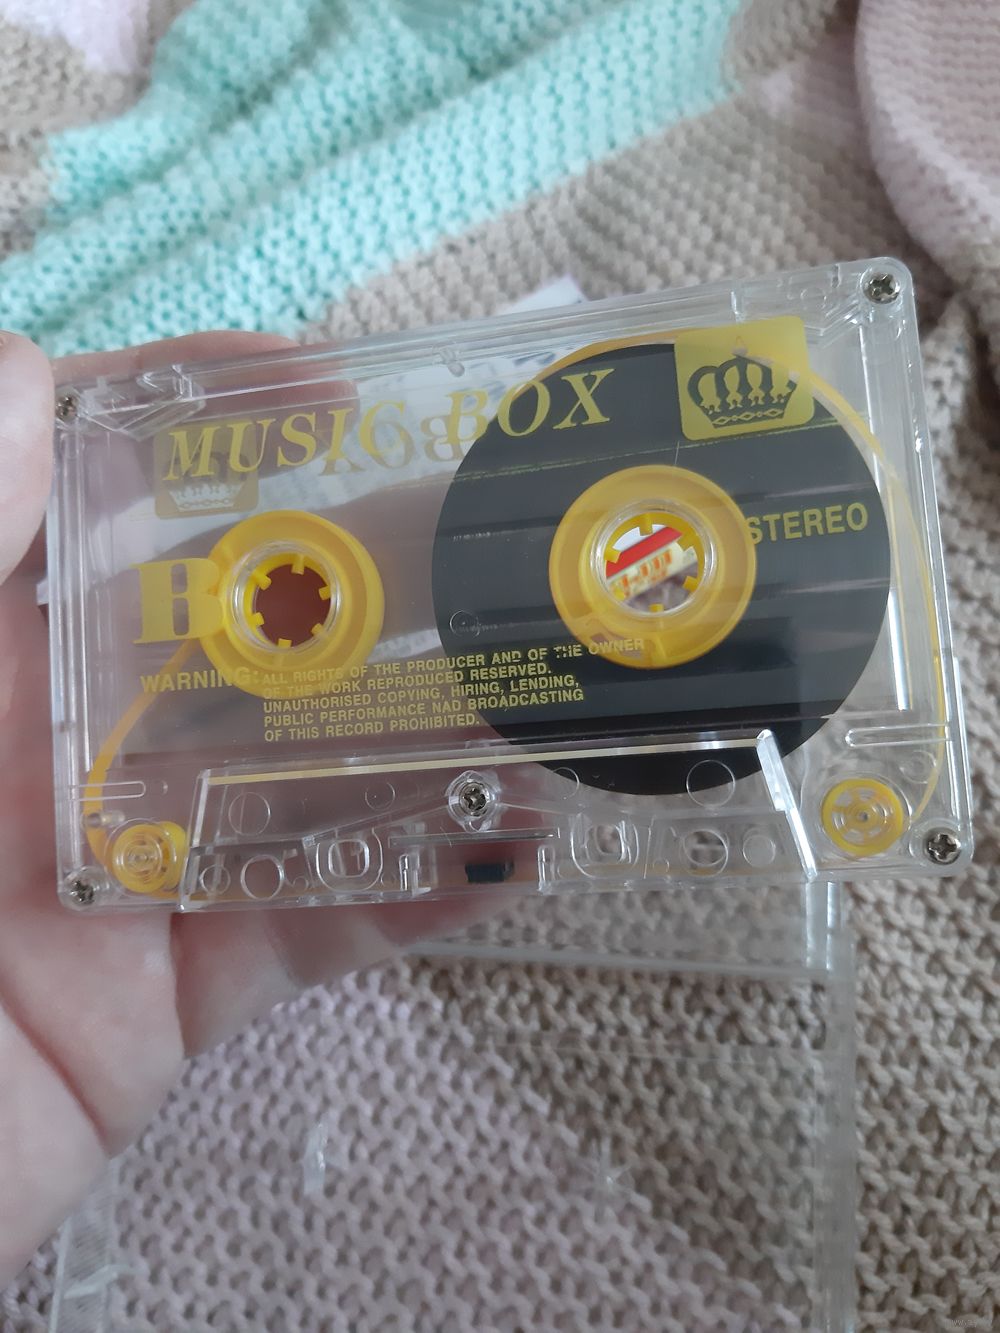 MUSIC BOX
STEREO
B
WARNING: ALL RIGHTS OF THE PRODUCER AND OF THE OWNER
OF THE WORK REPRODUCED RESERVED.
UNAUTHORISED COPYING, HIRING, LENDING,
PUBLIC PERFORMANCE NAD BROADCASTING
OF THIS RECORD PROHIBITED.